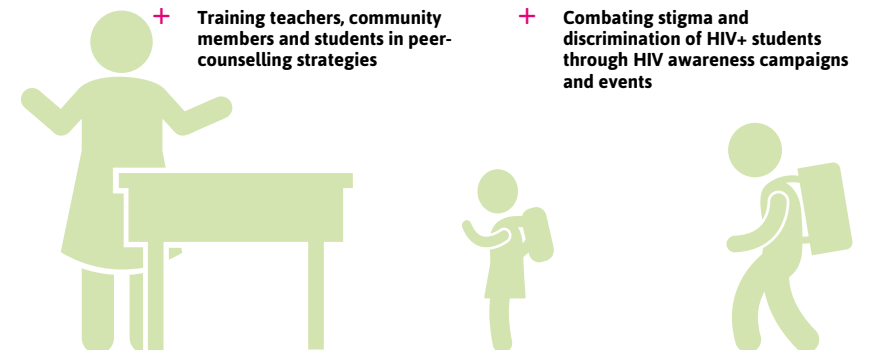 + Training teachers, community
members and students in peer-
counselling strategies
+ Combating stigma and
discrimination of HIV+ students
through HIV awareness campaigns
and events